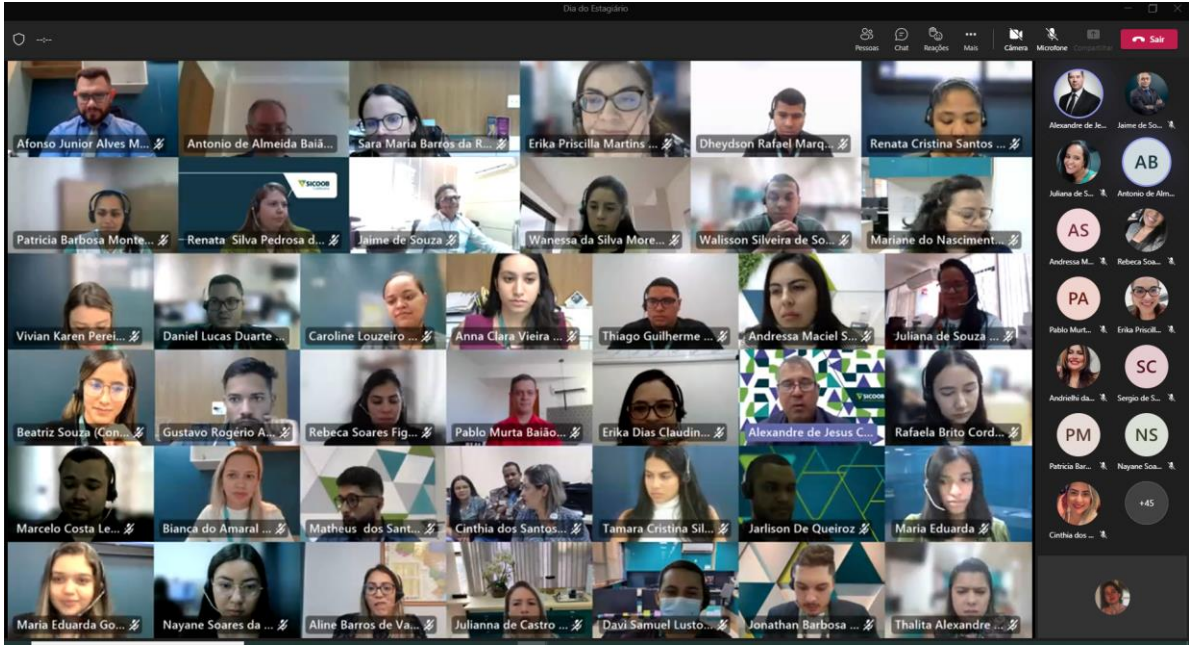 Dia do Estagiário
--:--
Pessoas Chat Reações Mais Câmera Microfone Compartilhar Sair
Afonso Junior Alves M... Antonio de Almeida Baiã... Sara Maria Barros da R... Erika Priscilla Martins ... Dheydson Rafael Marq... Renata Cristina Santos ...
SICOOB
Patricia Barbosa Monte... Renata Silva Pedrosa d... Jaime de Souza Wanessa da Silva More... Walisson Silveira de So... Mariane do Nasciment...
Vivian Karen Perei... Daniel Lucas Duarte ... Caroline Louzeiro ... Anna Clara Vieira ... Thiago Guilherme ... Andressa Maciel S... Juliana de Souza ...
SICOOB
Beatriz Souza (Con... Gustavo Rogério A... Rebeca Soares Fig... Pablo Murta Baião... Erika Dias Claudin... Alexandre de Jesus C... Rafaela Brito Cord...
Marcelo Costa Le... Bianca do Amaral ... Matheus dos Sant... Cinthia dos Santos... Tamara Cristina Sil... Jarlison De Queiroz Maria Eduarda
Maria Eduarda Go... Nayane Soares da ... Aline Barros de Va... Julianna de Castro ... Davi Samuel Lusto... Jonathan Barbosa ... Thalita Alexandre ...
Alexandre de Je... Jaime de So...
AB
Juliana de S... Antonio de Alm...
AS
Andressa M... Rebeca Soa...
PA
Pablo Murt... Erika Priscill...
SC
Andrielhi da... Sergio de S...
PM NS
Patricia Bar... Nayane Soa...
+45
Cinthia dos ...